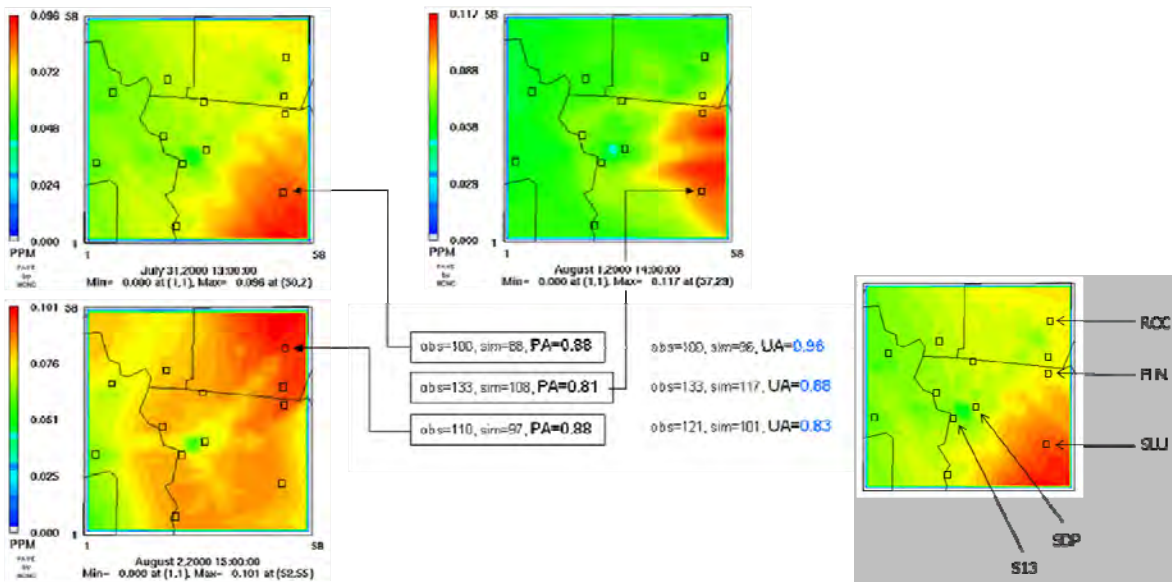 0.096
58
0.072
0.048
0.024
0.000
PPM
1
58
July 31,2000 13:00:00
Min= 0.000 at (1,1), Max= 0.096 at (50,2)
0.117
58
0.088
0.029
0.000
PPM
1
1
58
August 1,2000 14:00:00
Min= 0.000 at (1,1), Max= 0.117 at (57,29)
0.101
58
0.076
0.051
0.025
0.000
PPM
1
1
58
August 2,2000 15:00:00
Min= 0.000 at (1,1), Max= 0.101 at (52,55)
obs=100, sim=88, PA=0.88
obs=133, sim=108, PA=0.81
obs=110, sim=97, PA=0.88
obs=100, sim=96, UA=0.96
obs=133, sim=117, UA=0.88
obs=121, sim=101, UA=0.83
SLU
SDP
S13